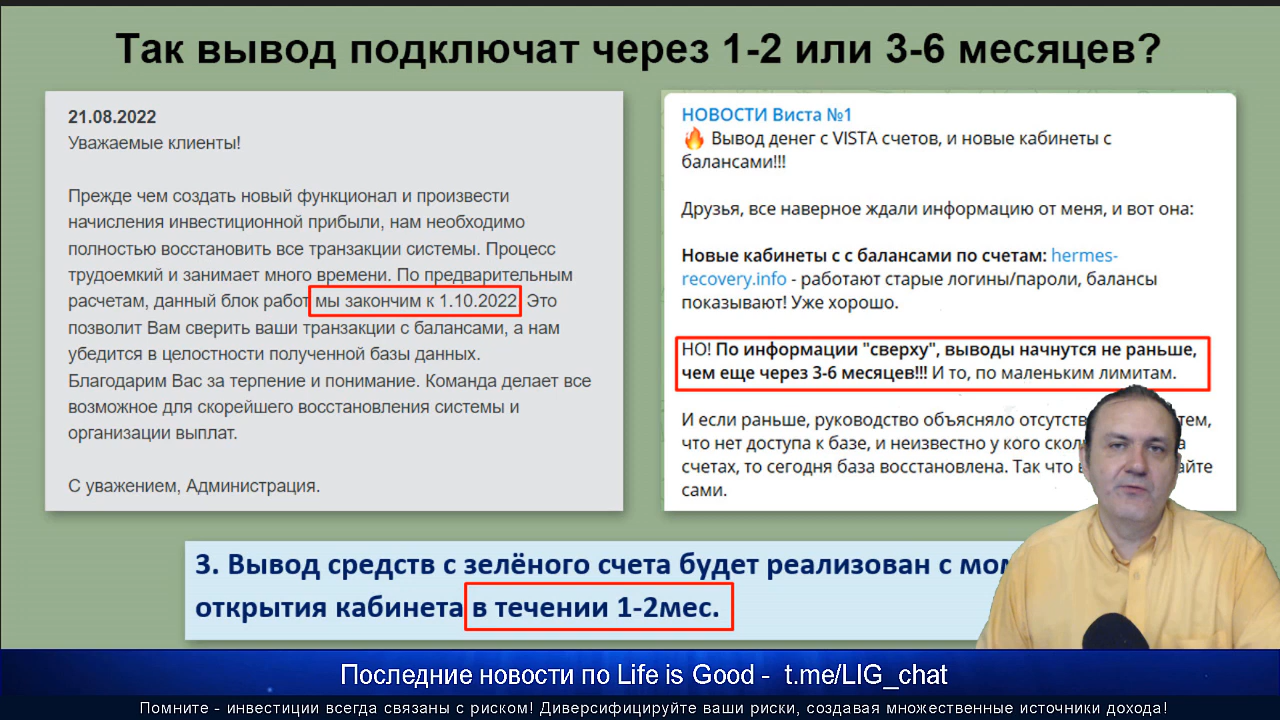 Так вывод подключат через 1-2 или 3-6 месяцев?
21.08.2022
Уважаемые клиенты!
Прежде чем создать новый функционал и произвести
начисления инвестиционной прибыли, нам необходимо
полностью восстановить все транзакции системы. Процесс
трудоемкий и занимает много времени. По предварительным
расчетам, данный блок работ мы закончим к 1.10.2022 Это
позволит Вам сверить ваши транзакции с балансами, а нам
убедится в целостности полученной базы данных.
Благодарим Вас за терпение и понимание. Команда делает все
возможное для скорейшего восстановления системы и
организации выплат.
С уважением, Администрация.
НОВОСТИ Виста №1
🔥 Вывод денег с VISTA счетов, и новые кабинеты с
балансами!!!
Друзья, все наверное ждали информацию от меня, и вот она:
Новые кабинеты с с балансами по счетам: hermes-
recovery.info - работают старые логины/пароли, балансы
показывают! Уже хорошо.
НО! По информации "сверху", выводы начнутся не раньше,
чем еще через 3-6 месяцев!!! И то, по маленьким лимитам.
И если раньше, руководство объясняло отсутств тем,
что нет доступа к базе, и неизвестно у кого скол а
счетах, то сегодня база восстановлена. Так что айте
сами.
3. Вывод средств с зелёного счета будет реализован с мом
открытия кабинета в течении 1-2мес.
Последние новости по Life is Good - t.me/LIG_chat
Помните - инвестиции всегда связаны с риском! Диверсифицируйте ваши риски, создавая множественные источники дохода!